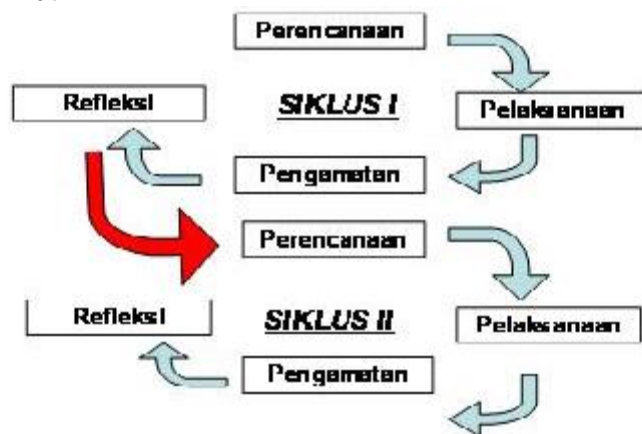 Perencanaan
Refleksi
SIKLUS I
Pelaksanaan
Pengamatan
Perencanaan
Refleksi
SIKLUS II
Pelaksanaan
Pengamatan